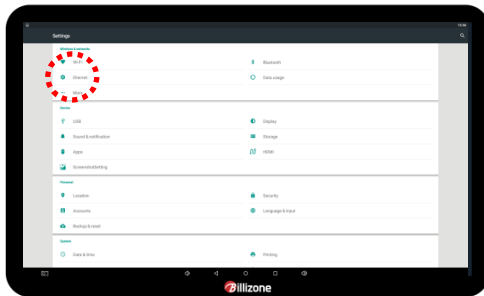 Settings
Wireless & networks
Wi-Fi
Bluetooth
Ethernet
Data usage
More
Device
USB
Display
Sound & notification
Storage
Apps
HDMI
ScreenshotSetting
Personal
Location
Security
Accounts
Language & input
Backup & reset
System
Date & time
Printing
Billizone